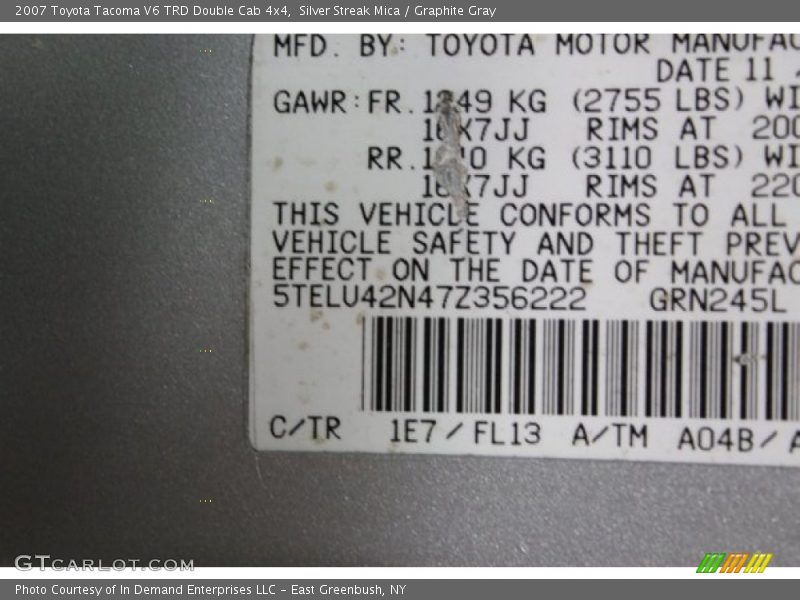 2007 Toyota Tacoma V6 TRD Double Cab 4x4, Silver Streak Mica / Graphite Gray
MFD. BY: TOYOTA MOTOR
DATE 11
GAWR: FR. KG (2755 LBS)
RIMS AT
RR. KG (3110 LBS)
RIMS AT
THIS VEHICLE CONFORMS TO ALL
VEHICLE SAFETY AND THEFT
EFFECT ON THE DATE OF
5TELU42N47Z356222 GRN245L
C/TR 1E7/FL13 A/TM A04B/
GTCARLOT.COM
Photo Courtesy of In Demand Enterprises LLC - East Greenbush, NY